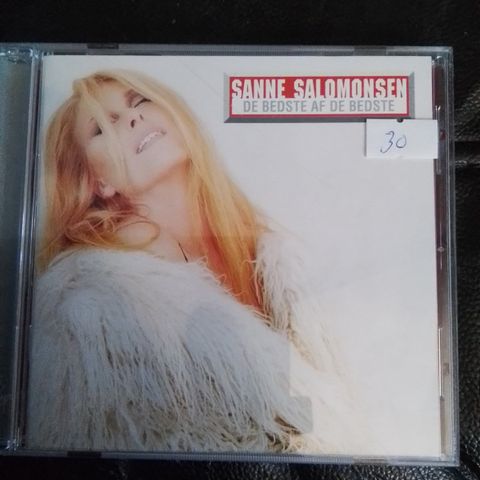 SANNE SALOMONSEN
DE BEDSTE AF DE BEDSTE
30